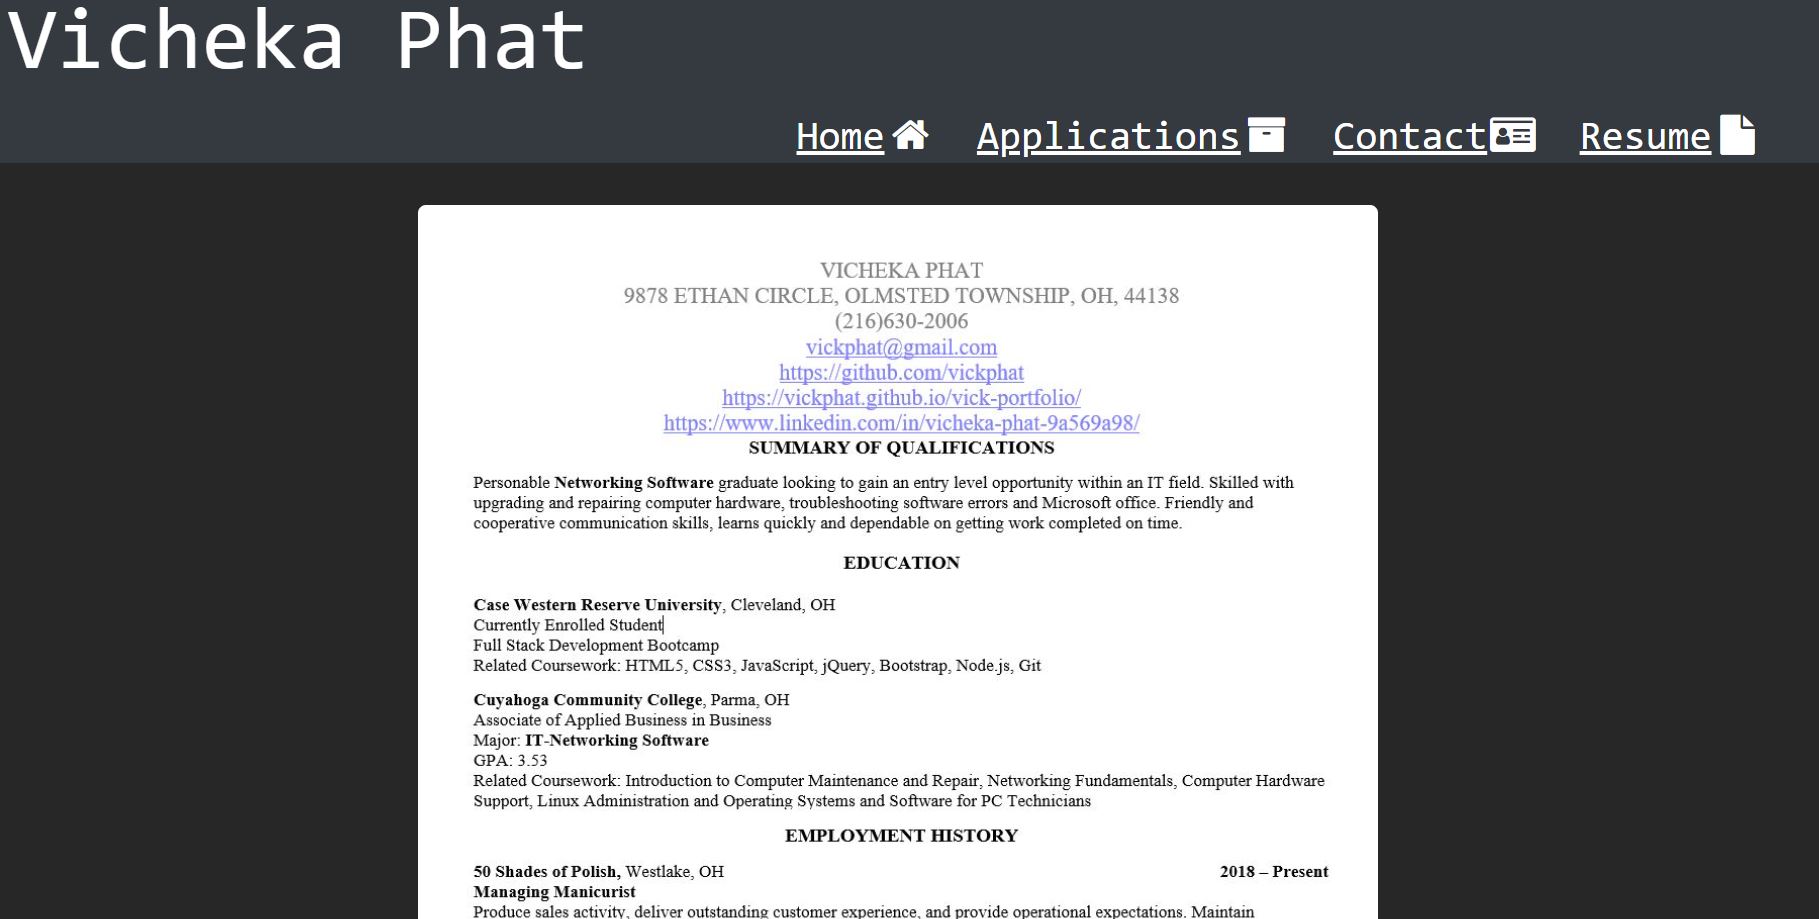 Vicheka Phat
Home Applications Contact Resume
VICHEKA PHAT
9878 ETHAN CIRCLE, OLMSTED TOWNSHIP, OH, 44138
(216)630-2006
vickphat@gmail.com
https://github.com/vickphat
https://vickphat.github.io/vick-portfolio/
https://www.linkedin.com/in/vicheka-phat-9a569a98/
SUMMARY OF QUALIFICATIONS
Personable Networking Software graduate looking to gain an entry level opportunity within an IT field. Skilled with
upgrading and repairing computer hardware, troubleshooting software errors and Microsoft office. Friendly and
cooperative communication skills, learns quickly and dependable on getting work completed on time.
EDUCATION
Case Western Reserve University, Cleveland, OH
Currently Enrolled Student
Full Stack Development Bootcamp
Related Coursework: HTML5, CSS3, JavaScript, jQuery, Bootstrap, Node.js, Git
Cuyahoga Community College, Parma, OH
Associate of Applied Business in Business
Major: IT-Networking Software
GPA: 3.53
Related Coursework: Introduction to Computer Maintenance and Repair, Networking Fundamentals, Computer Hardware
Support, Linux Administration and Operating Systems and Software for PC Technicians
EMPLOYMENT HISTORY
50 Shades of Polish, Westlake, OH 2018 – Present
Managing Manicurist
Produce sales activity, deliver outstanding customer experience, and provide operational expectations. Maintain